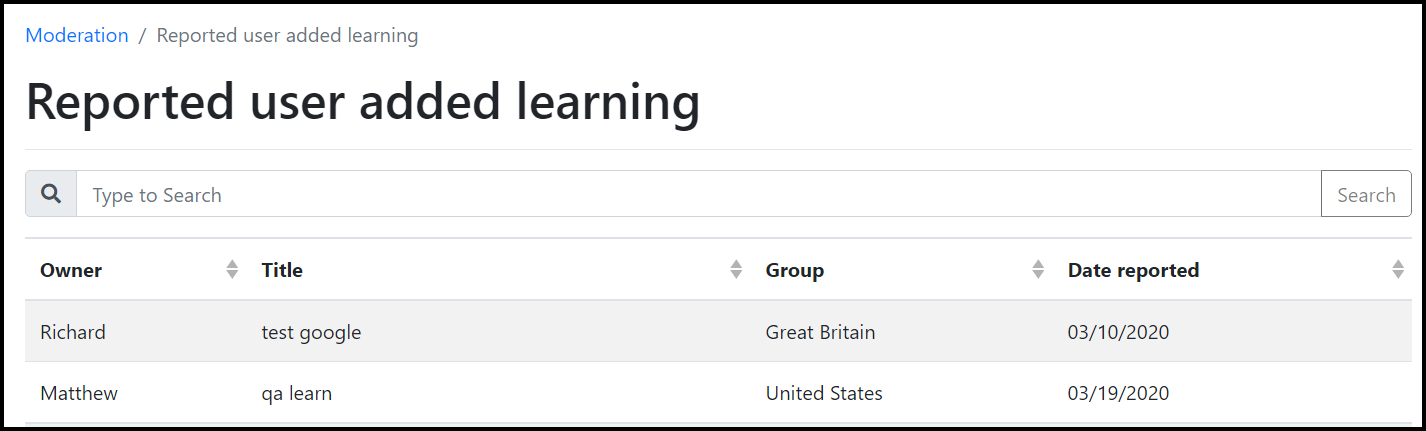 Moderation / Reported user added learning
Reported user added learning
Type to Search Search
Owner Title Group Date reported
Richard test google Great Britain 03/10/2020
Matthew qa learn United States 03/19/2020